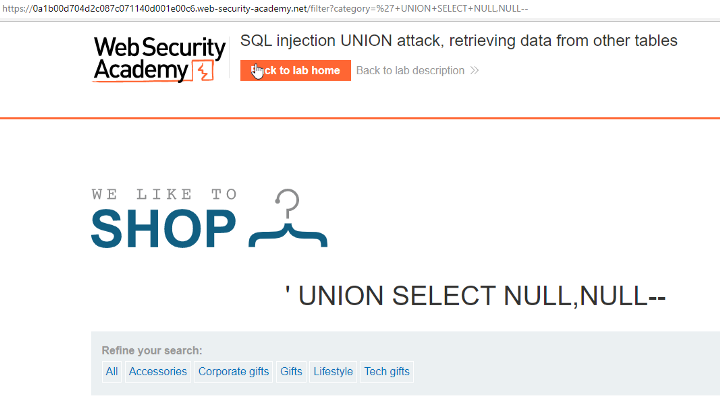 https://0a1b00d704d2c087c071140d001e00c6.web-security-academy.net/filter?category=%27+UNION+SELECT+NULL,NULL--
Web Security
Academy
SQL injection UNION attack, retrieving data from other tables
Back to lab home
Back to lab description
WE LIKE TO
SHOP
' UNION SELECT NULL,NULL--
Refine your search:
All Accessories Corporate gifts Gifts Lifestyle Tech gifts